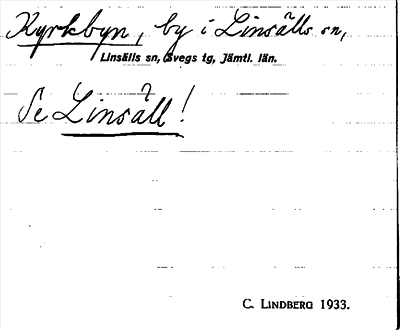 Kyrkbyn, by i Linsälls sn,
Linsälls sn, Svegs tg, Jämtl. län.
Se Linsäll!
C. LINDBERG 1933.